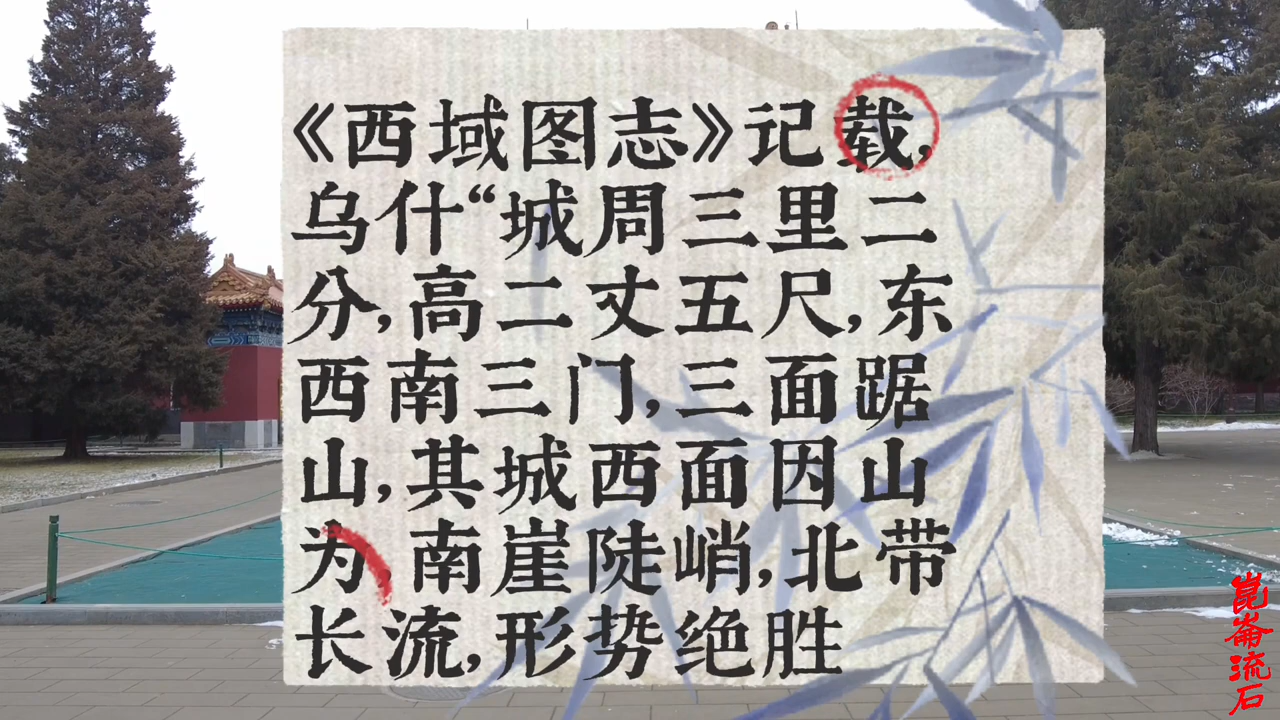 《西域图志》记载,
乌什“城周三里二
分,高二丈五尺,东
西南三门,三面踞
山,其城西面因山
为 南崖陡峭,北带
长流,形势绝胜
崑崙流石